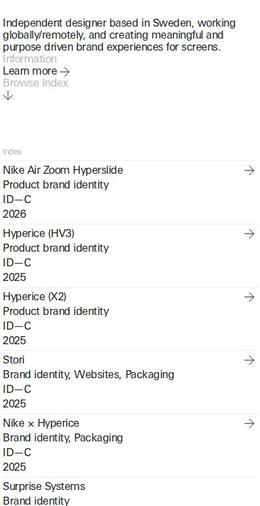 Independent designer based in Sweden, working
globally/remotely, and creating meaningful and
purpose driven brand experiences for screens.
Information
Learn more →
Browse Index
↓
Index
Nike Air Zoom Hyperslide →
Product brand identity
ID—C
2026
Hyperice (HV3) →
Product brand identity
ID—C
2025
Hyperice (X2) →
Product brand identity
ID—C
2025
Stori →
Brand identity, Websites, Packaging
ID—C
2025
Nike × Hyperice →
Brand identity, Packaging
ID—C
2025
Surprise Systems
Brand identity